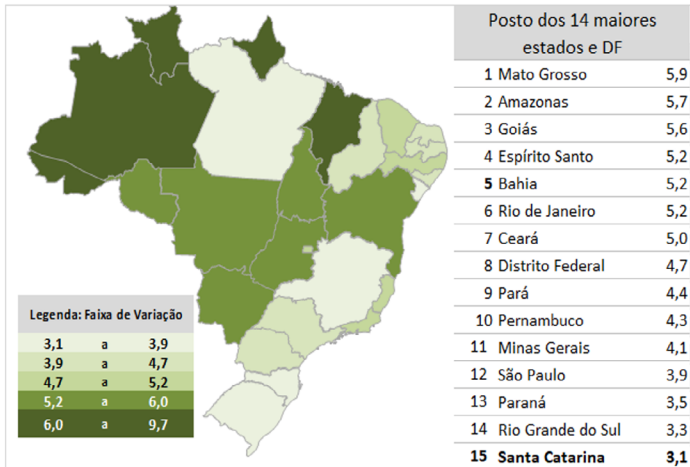 Posto dos 14 maiores
estados e DF
1 Mato Grosso 5,9
2 Amazonas 5,7
3 Goiás 5,6
4 Espírito Santo 5,2
5 Bahia 5,2
6 Rio de Janeiro 5,2
7 Ceará 5,0
8 Distrito Federal 4,7
9 Pará 4,4
10 Pernambuco 4,3
11 Minas Gerais 4,1
12 São Paulo 3,9
13 Paraná 3,5
14 Rio Grande do Sul 3,3
15 Santa Catarina 3,1
Legenda: Faixa de Variação
3,1 a 3,9
3,9 a 4,7
4,7 a 5,2
5,2 a 6,0
6,0 a 9,7